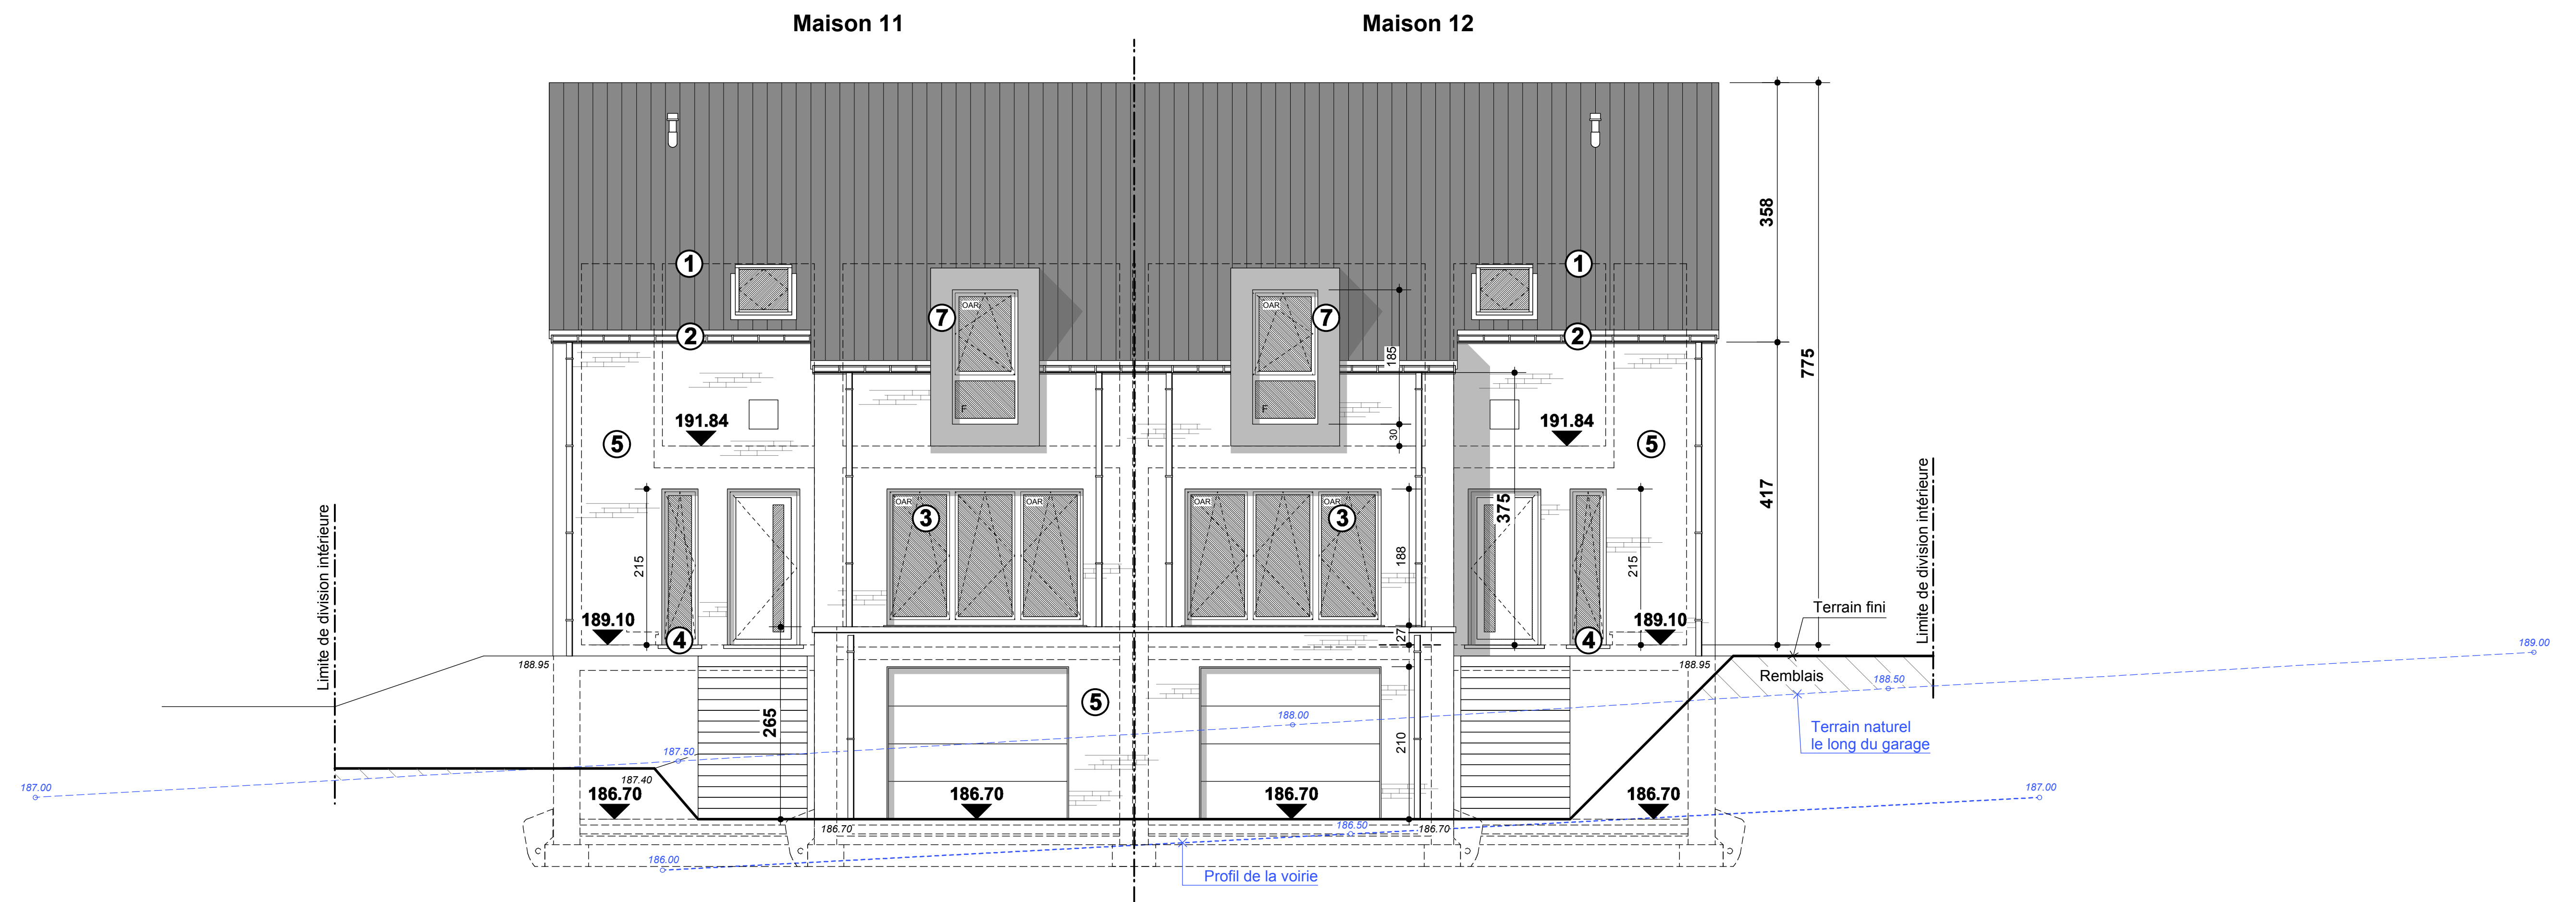 Maison 11
Maison 12
358
775
1
1
2
2
7
OAR
F
7
OAR
F
185
30
191.84
191.84
5
5
417
375
Limite de division intérieure
Limite de division intérieure
215
OAR
OAR
3
OAR
OAR
3
188
215
Terrain fini
189.10
189.10
4
4
27
189.00
188.95
188.95
Remblais
188.50
265
5
188.00
210
Terrain naturel
le long du garage
187.50
187.40
187.00
186.70
186.70
186.70
186.70
187.00
186.70
186.50
186.70
186.00
Profil de la voirie